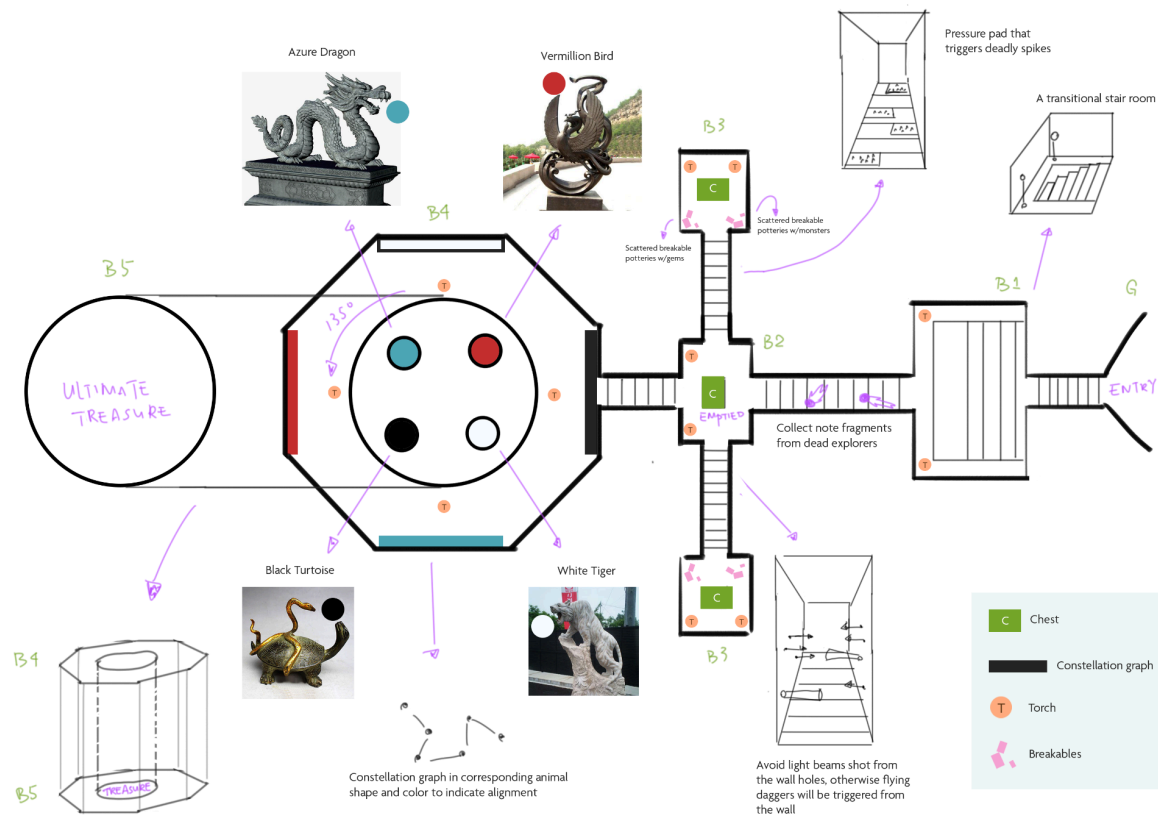 Azure Dragon
Vermillion Bird
Pressure pad that
triggers deadly spikes
A transitional stair room
B3
T
T
C
Scattered breakable
potteries w/monsters
Scattered breakable
potteries w/gems
B4
B5
B1
G
T
135°
T
T
T
ULTIMATE
TREASURE
B2
T
C
EMPTIED
T
Collect note fragments
from dead explorers
T
T
ENTRY
Black Turtoise
White Tiger
C
T
T
B3
B4
B5
TREASURE
Constellation graph in corresponding animal
shape and color to indicate alignment
Avoid light beams shot from
the wall holes, otherwise flying
daggers will be triggered from
the wall
C
Chest
Constellation graph
T
Torch
Breakables